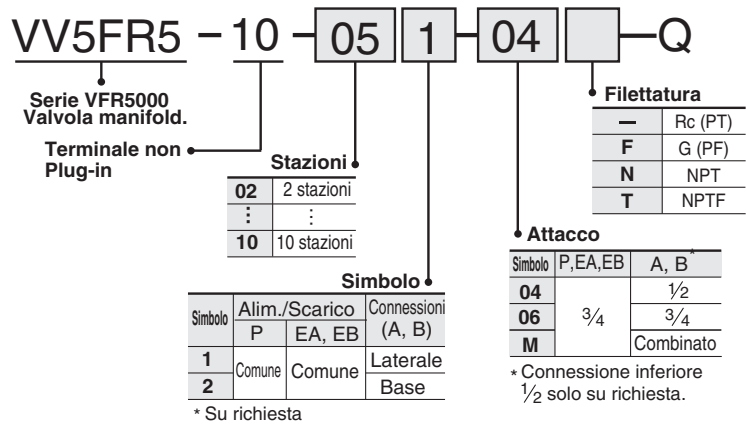 VV5FR5 – 10 – 05 1 – 04 – Q
Serie VFR5000
Valvola manifold.
Terminale non
Plug-in
Stazioni
02 2 stazioni
⋮ ⋮
10 10 stazioni
Simbolo
Simbolo Alim./Scarico Connessioni (A, B)
P EA, EB
1 Comune Comune Laterale
2 Base
* Su richiesta
Filettatura
— Rc (PT)
F G (PF)
N NPT
T NPTF
Attacco
Simbolo P,EA,EB A, B*
04 3/4 1/2
06 3/4
M Combinato
* Connessione inferiore
1/2 solo su richiesta.